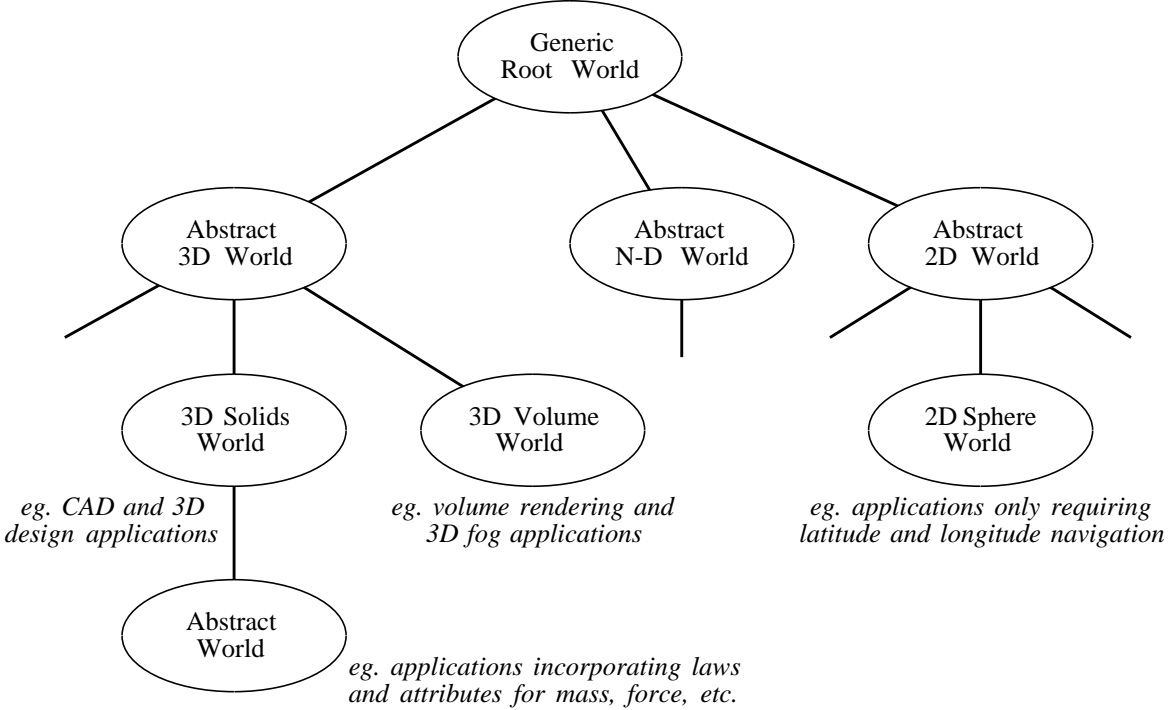 Generic
Root World
Abstract
3D World
Abstract
N-D World
Abstract
2D World
3D Solids
World
3D Volume
World
2D Sphere
World
eg. CAD and 3D
design applications
eg. volume rendering and
3D fog applications
eg. applications only requiring
latitude and longitude navigation
Abstract
World
eg. applications incorporating laws
and attributes for mass, force, etc.